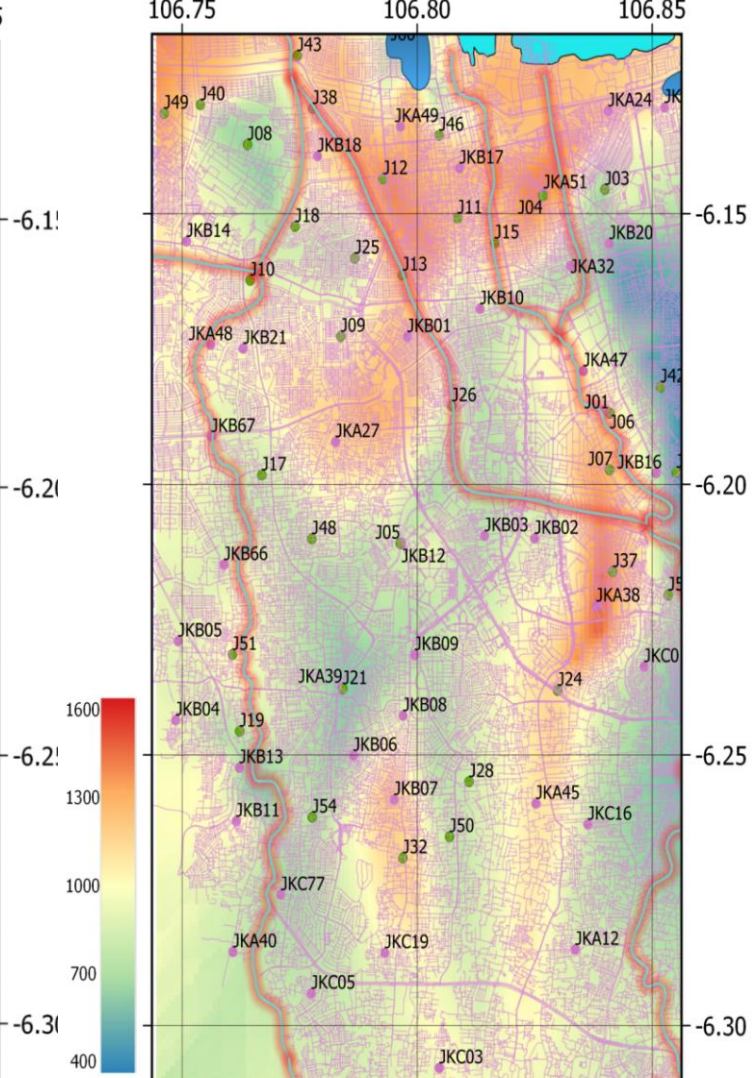 106.75 106.80 106.85
J43
J49 J40 J38 JKA24
JKA49 J46
J08 JKB18 JKB17
J12 JKA51 J03
-6.15 J18 J11 J04 -6.15
JKB14 J25 J15 JKB20
J10 J13 JKA32
JKB10
JKA48 JKB21 J09 JKB01
JKA47
J26 J01
JKB67 JKA27 J06
J17 J07 JKB16
-6.20 -6.20
J48 J05 JKB03 JKB02
JKB66 JKB12 J37
JKA38
JKB05 J51 JKB09
JKA39 J21 J24
JKB04 JKB08
1600 J19
JKB13 JKB06 -6.25
1300 J28
JKB11 J54 JKB07 JKA45 JKC16
J50
J32
1000
JKC77
JKA40 JKC19 JKA12
700 JKC05
-6.30
400 JKC03